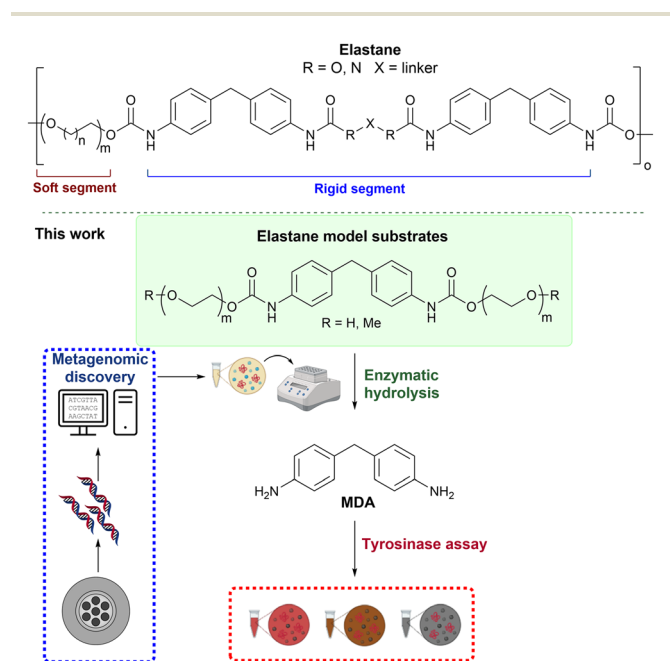 Elastane
R = O, N X = linker
O
O
O
O
O
n
m
O
N
H
N
H
R
X
R
N
H
N
H
O
o
Soft segment
Rigid segment
This work
Elastane model substrates
O
O
R
O
m
O
N
H
N
H
O
O
m
R
R = H, Me
Metagenomic
discovery
ATCGTTA
CGTAACG
AAGCTAT
Enzymatic
hydrolysis
H₂N
NH₂
MDA
Tyrosinase assay